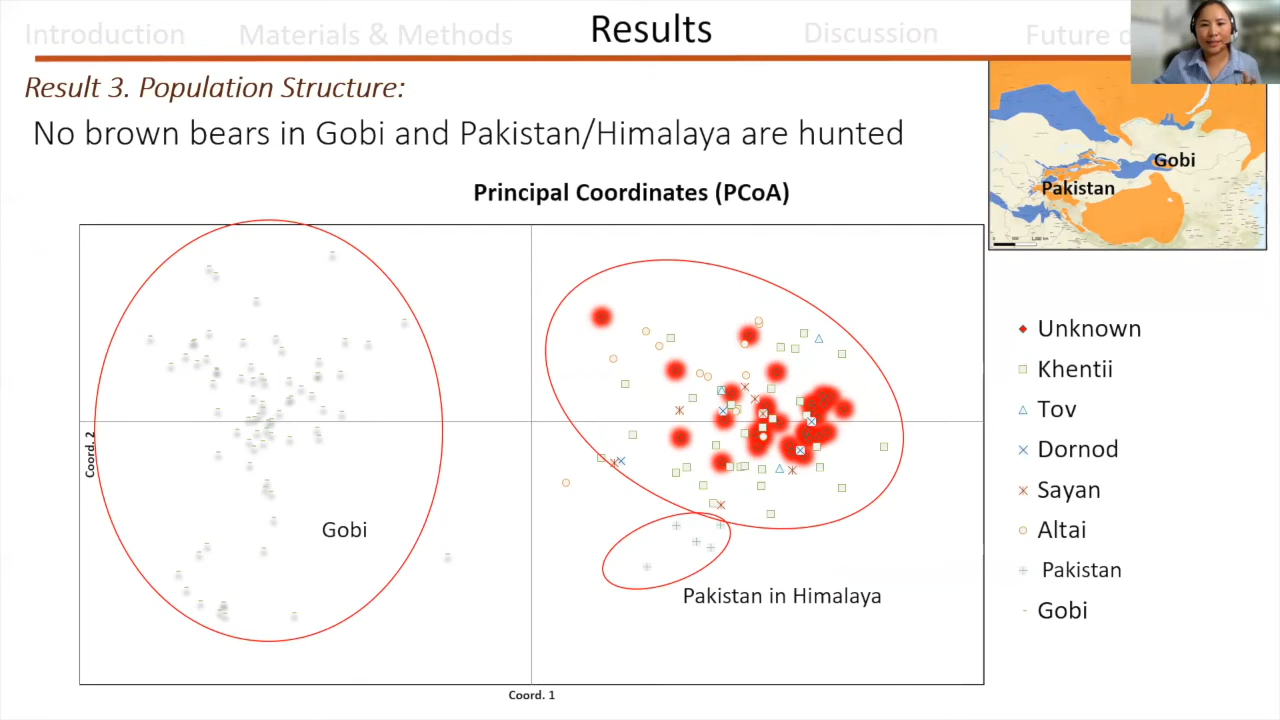 Introduction
Materials & Methods
Results
Discussion
Future d
Result 3. Population Structure:
No brown bears in Gobi and Pakistan/Himalaya are hunted
Gobi
Pakistan
Principal Coordinates (PCoA)
Coord. 2
Gobi
Pakistan in Himalaya
Coord. 1
Unknown
Khentii
Tov
Dornod
Sayan
Altai
Pakistan
Gobi